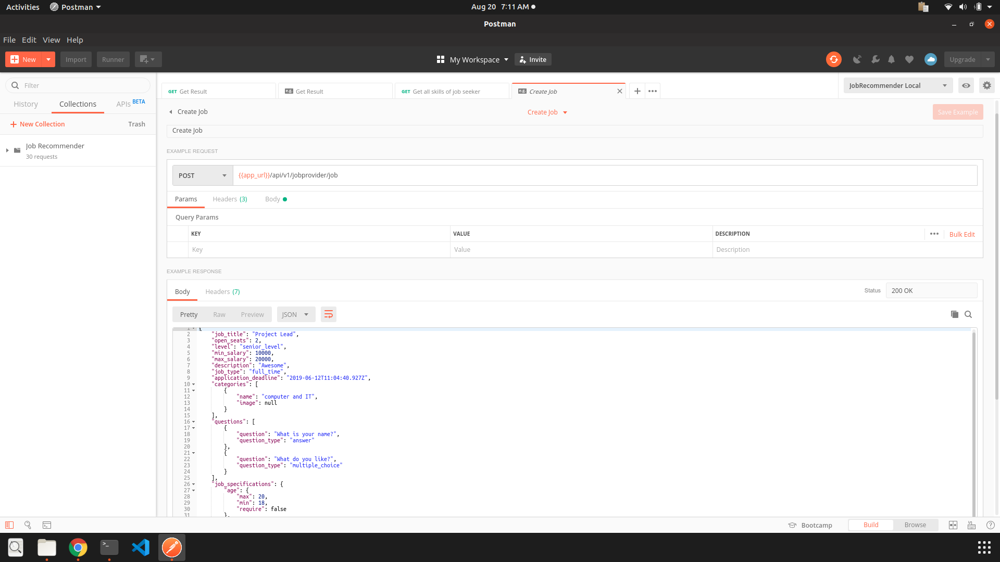 Activities Postman Aug 20 7:11 AM
Postman
File Edit View Help
New Import Runner My Workspace Invite Upgrade
Filter
History Collections APIs BETA
New Collection Trash
Job Recommender
30 requests
GET Get Result e.g. Get Result GET Get all skills of job seeker e.g. Create Job JobRecommender Local
Create Job Create Job Save Example
Create Job
EXAMPLE REQUEST
POST {{app_url}}/api/v1/jobprovider/job
Params Headers (3) Body
Query Params
KEY VALUE DESCRIPTION Bulk Edit
Key Value Description
EXAMPLE RESPONSE
Body Headers (7) Status 200 OK
Pretty Raw Preview JSON
1 {
2 "job_title": "Project Lead",
3 "open_seats": 2,
4 "level": "senior_level",
5 "min_salary": 10000,
6 "max_salary": 20000,
7 "description": "Awesome",
8 "job_type": "full_time",
9 "application_deadline": "2019-06-12T11:04:40.927Z",
10 "categories": [
11 {
12 "name": "computer and IT",
13 "image": null
14 }
15 ],
16 "questions": [
17 {
18 "question": "What is your name?",
19 "question_type": "answer"
20 },
21 {
22 "question": "What do you like?",
23 "question_type": "multiple_choice"
24 }
25 ],
26 "job_specifications": {
27 "age": {
28 "max": 20,
29 "min": 18,
30 "require": false
31 },
Bootcamp Build Browse